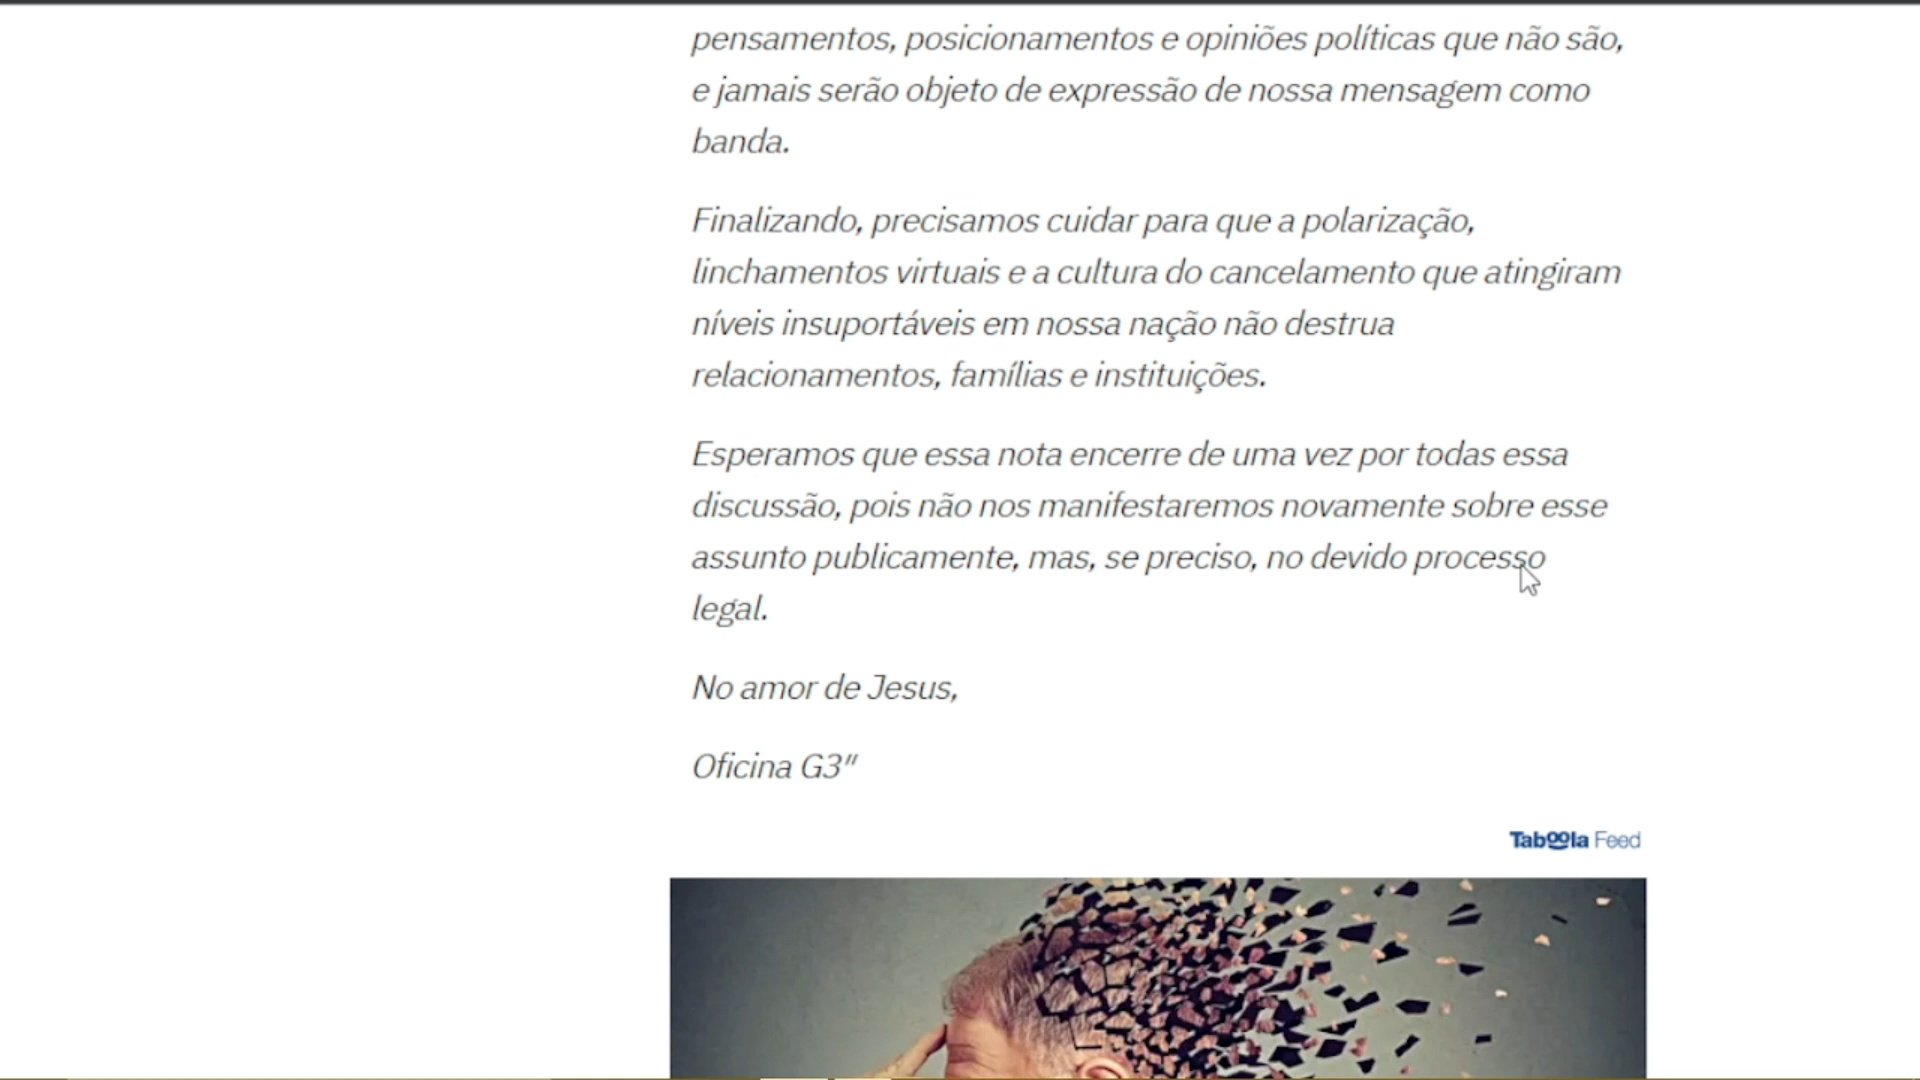 pensamentos, posicionamentos e opiniões políticas que não são,
e jamais serão objeto de expressão de nossa mensagem como
banda.
Finalizando, precisamos cuidar para que a polarização,
linchamentos virtuais e a cultura do cancelamento que atingiram
níveis insuportáveis em nossa nação não destrua
relacionamentos, famílias e instituições.
Esperamos que essa nota encerre de uma vez por todas essa
discussão, pois não nos manifestaremos novamente sobre esse
assunto publicamente, mas, se preciso, no devido processo
legal.
No amor de Jesus,
Oficina G3"
Taboola Feed